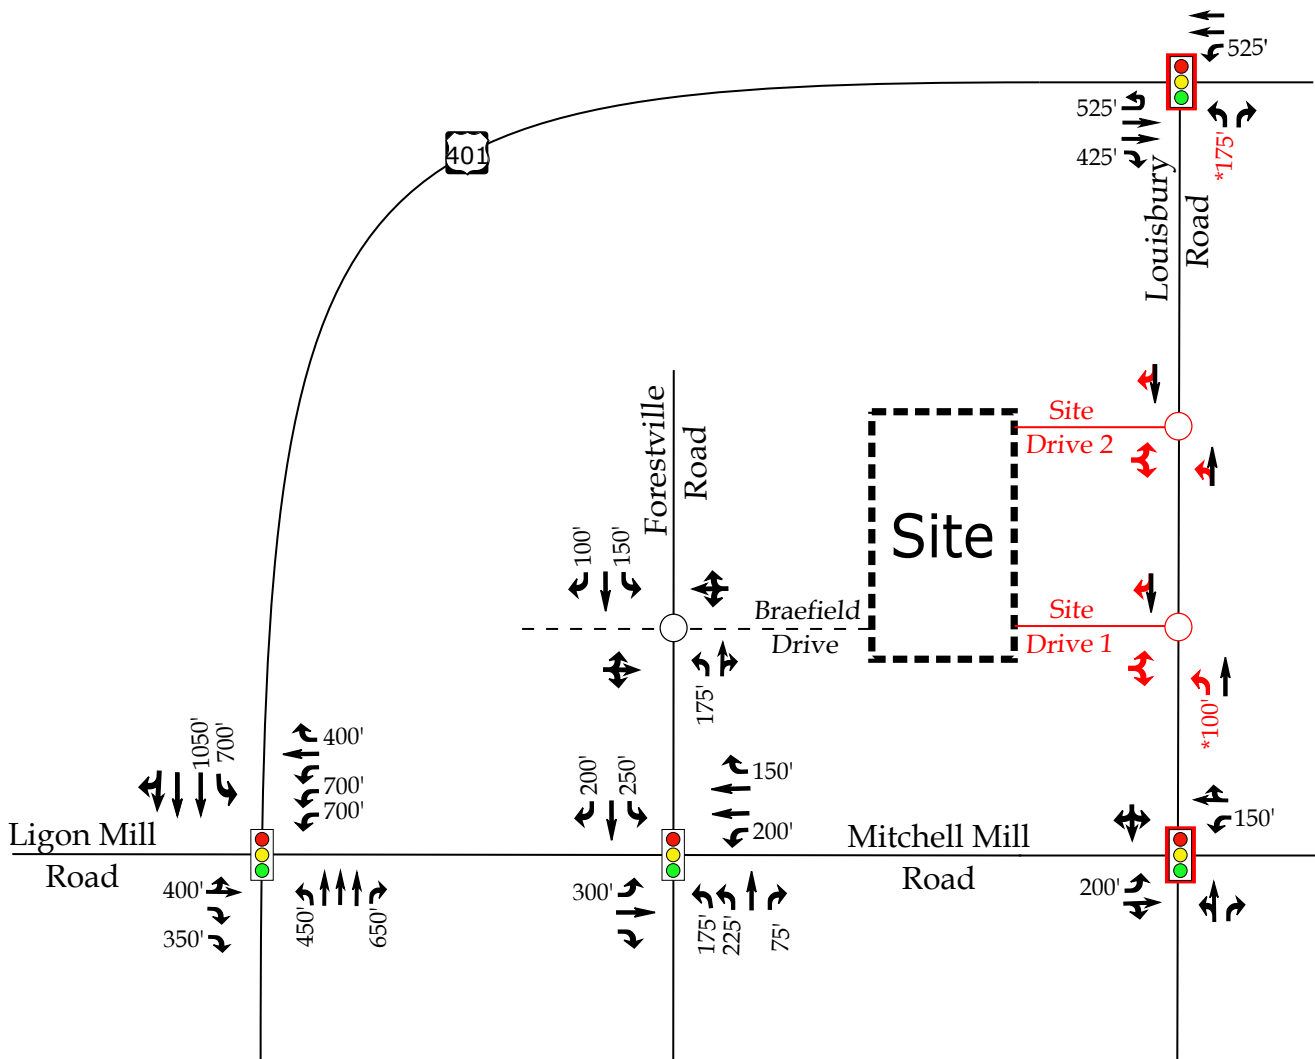 525'
525'
425'
*175'
401
Louisbury
Road
Site
Drive 2
Forestville
Road
Site
100'
150'
Braefield
Drive
Site
Drive 1
175'
*100'
1050'
700'
400'
700'
700'
200'
250'
150'
200'
150'
Ligon Mill
Road
Mitchell Mill
Road
400'
350'
450'
650'
300'
175'
225'
75'
200'